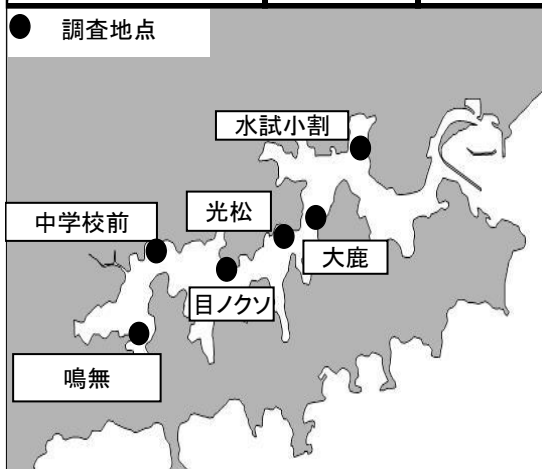 調査地点
水試小割
光松
中学校前
大鹿
目ノクソ
鳴無